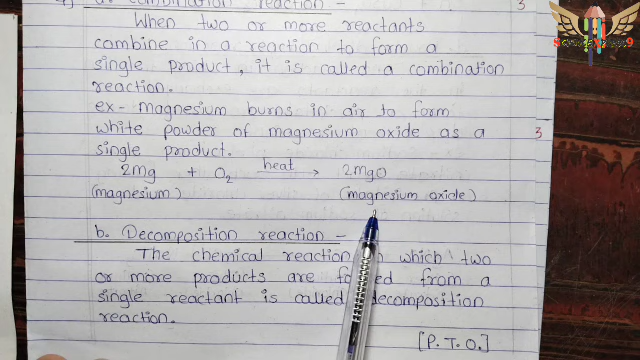 a. Combination reaction -
3
When two or more reactants
combine in a reaction to form a
single product, it is called a combination
reaction.
ex- magnesium burns in air to form
white powder of magnesium oxide as a
3
single product.
2mg + O2 heat → 2mgO
(magnesium) (magnesium oxide)
b. Decomposition reaction -
The chemical reaction in which two
or more products are formed from a
single reactant is called decomposition
reaction.
[P.T.O.]